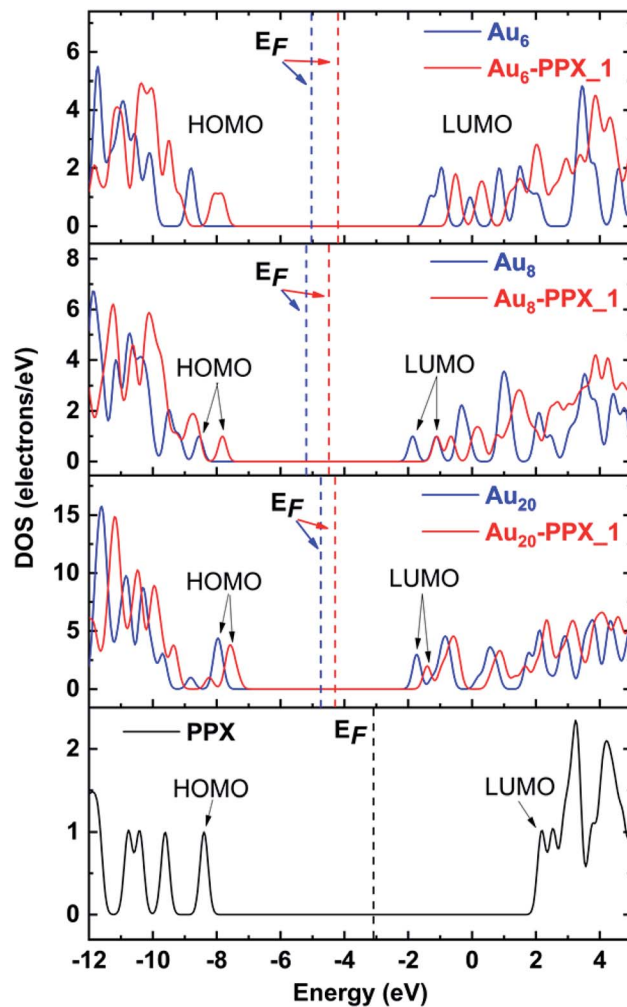 DOS (electrons/eV)
6
4
2
0
E_F
HOMO
LUMO
Au₆
Au₆-PPX_1
8
6
4
2
0
E_F
HOMO
LUMO
Au₈
Au₈-PPX_1
15
10
5
0
E_F
HOMO
LUMO
Au₂₀
Au₂₀-PPX_1
2
1
0
PPX
E_F
HOMO
LUMO
-12 -10 -8 -6 -4 -2 0 2 4
Energy (eV)